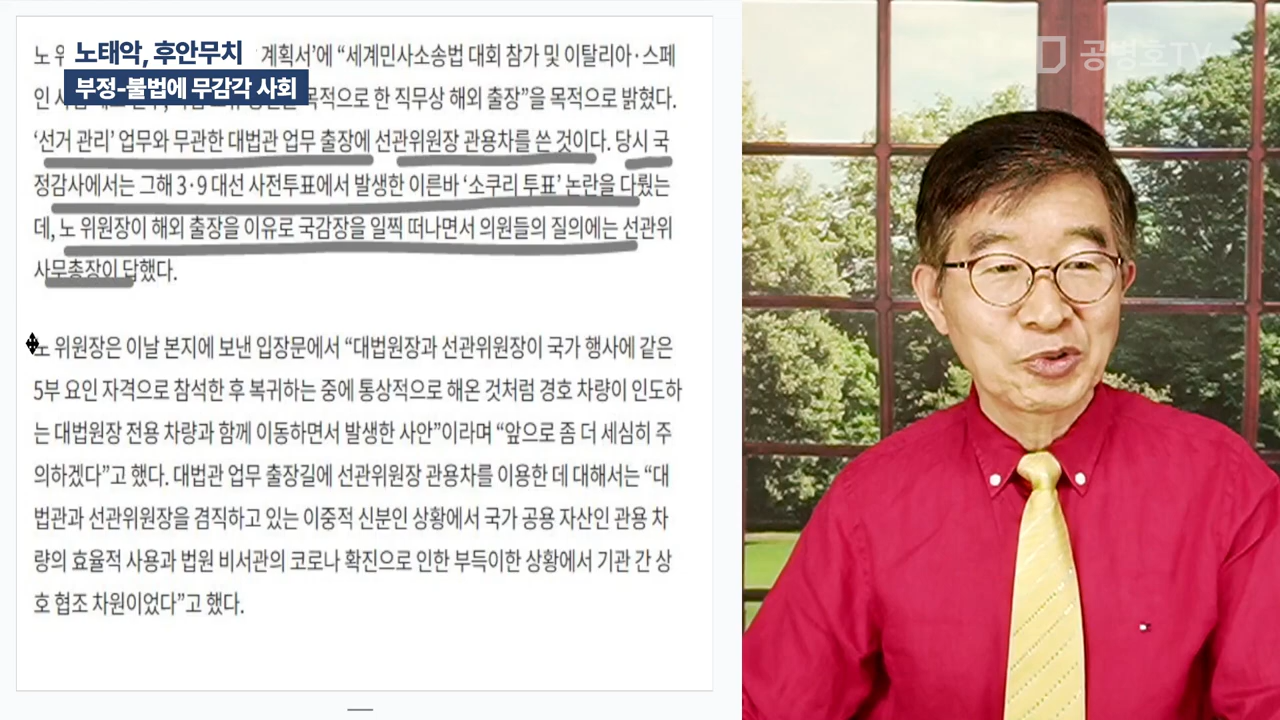 노태악, 후안무치
부정-불법에 무감각 사회
공병호TV
노 위 계획서’에 “세계민사소송법 대회 참가 및 이탈리아·스페
인 목적으로 한 직무상 해외 출장”을 목적으로 밝혔다.
‘선거 관리’ 업무와 무관한 대법관 업무 출장에 선관위원장 관용차를 쓴 것이다. 당시 국
정감사에서는 그해 3·9 대선 사전투표에서 발생한 이른바 ‘소쿠리 투표’ 논란을 다뤘는
데, 노 위원장이 해외 출장을 이유로 국감장을 일찍 떠나면서 의원들의 질의에는 선관위
사무총장이 답했다.
노 위원장은 이날 본지에 보낸 입장문에서 “대법원장과 선관위원장이 국가 행사에 같은
5부 요인 자격으로 참석한 후 복귀하는 중에 통상적으로 해온 것처럼 경호 차량이 인도하
는 대법원장 전용 차량과 함께 이동하면서 발생한 사안”이라며 “앞으로 좀 더 세심히 주
의하겠다”고 했다. 대법관 업무 출장길에 선관위원장 관용차를 이용한 데 대해서는 “대
법관과 선관위원장을 겸직하고 있는 이중적 신분인 상황에서 국가 공용 자산인 관용 차
량의 효율적 사용과 법원 비서관의 코로나 확진으로 인한 부득이한 상황에서 기관 간 상
호 협조 차원이었다”고 했다.